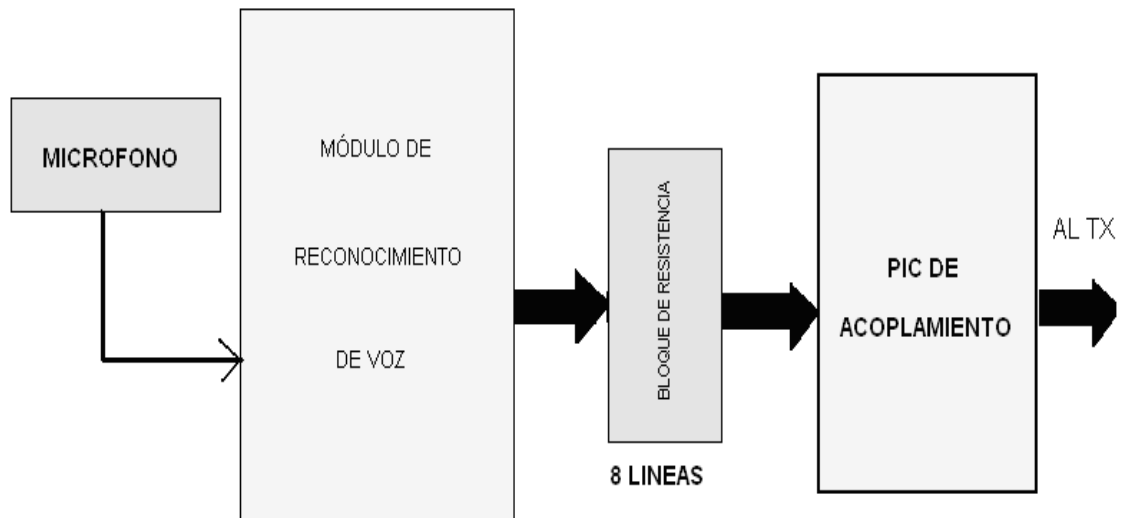 MICROFONO
MÓDULO DE
RECONOCIMIENTO
DE VOZ
BLOQUE DE RESISTENCIA
8 LINEAS
PIC DE
ACOPLAMIENTO
AL TX